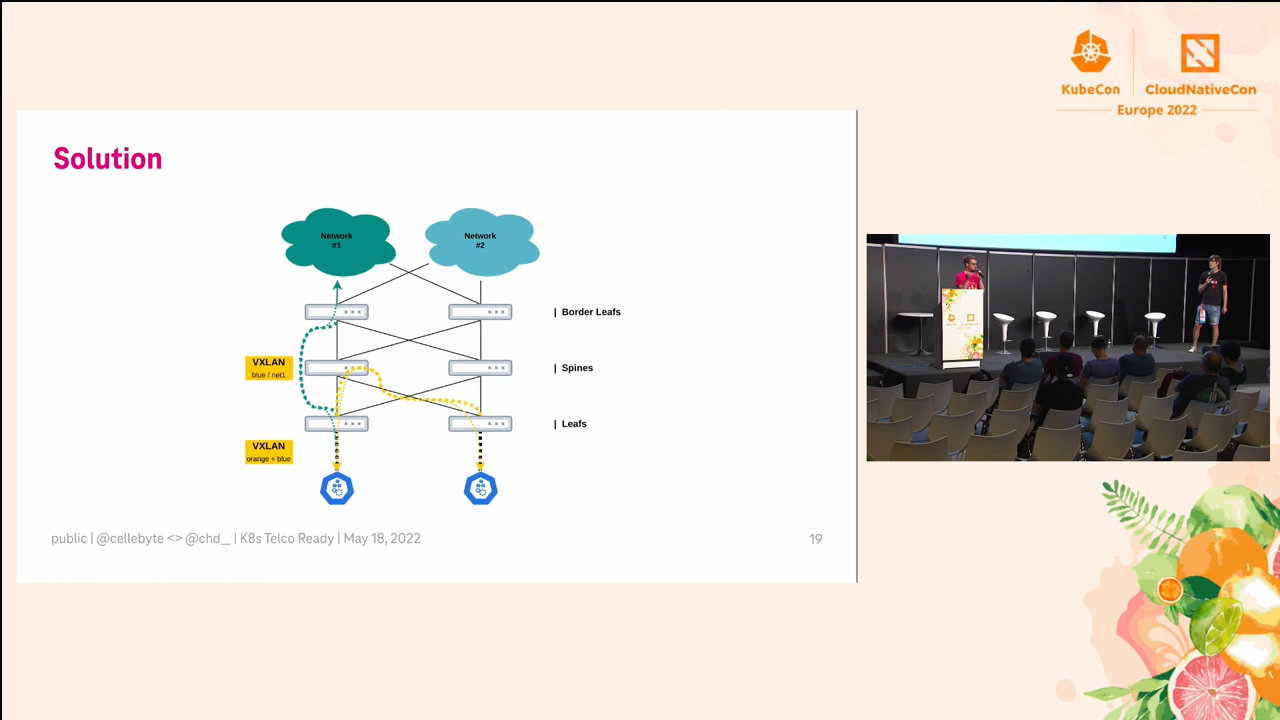 KubeCon
CloudNativeCon
Europe 2022
Solution
Network
#1
Network
#2
| Border Leafs
VXLAN
blue / net1
| Spines
| Leafs
VXLAN
orange + blue
public | @cellebyte <> @chd_ | K8s Telco Ready | May 18, 2022
19